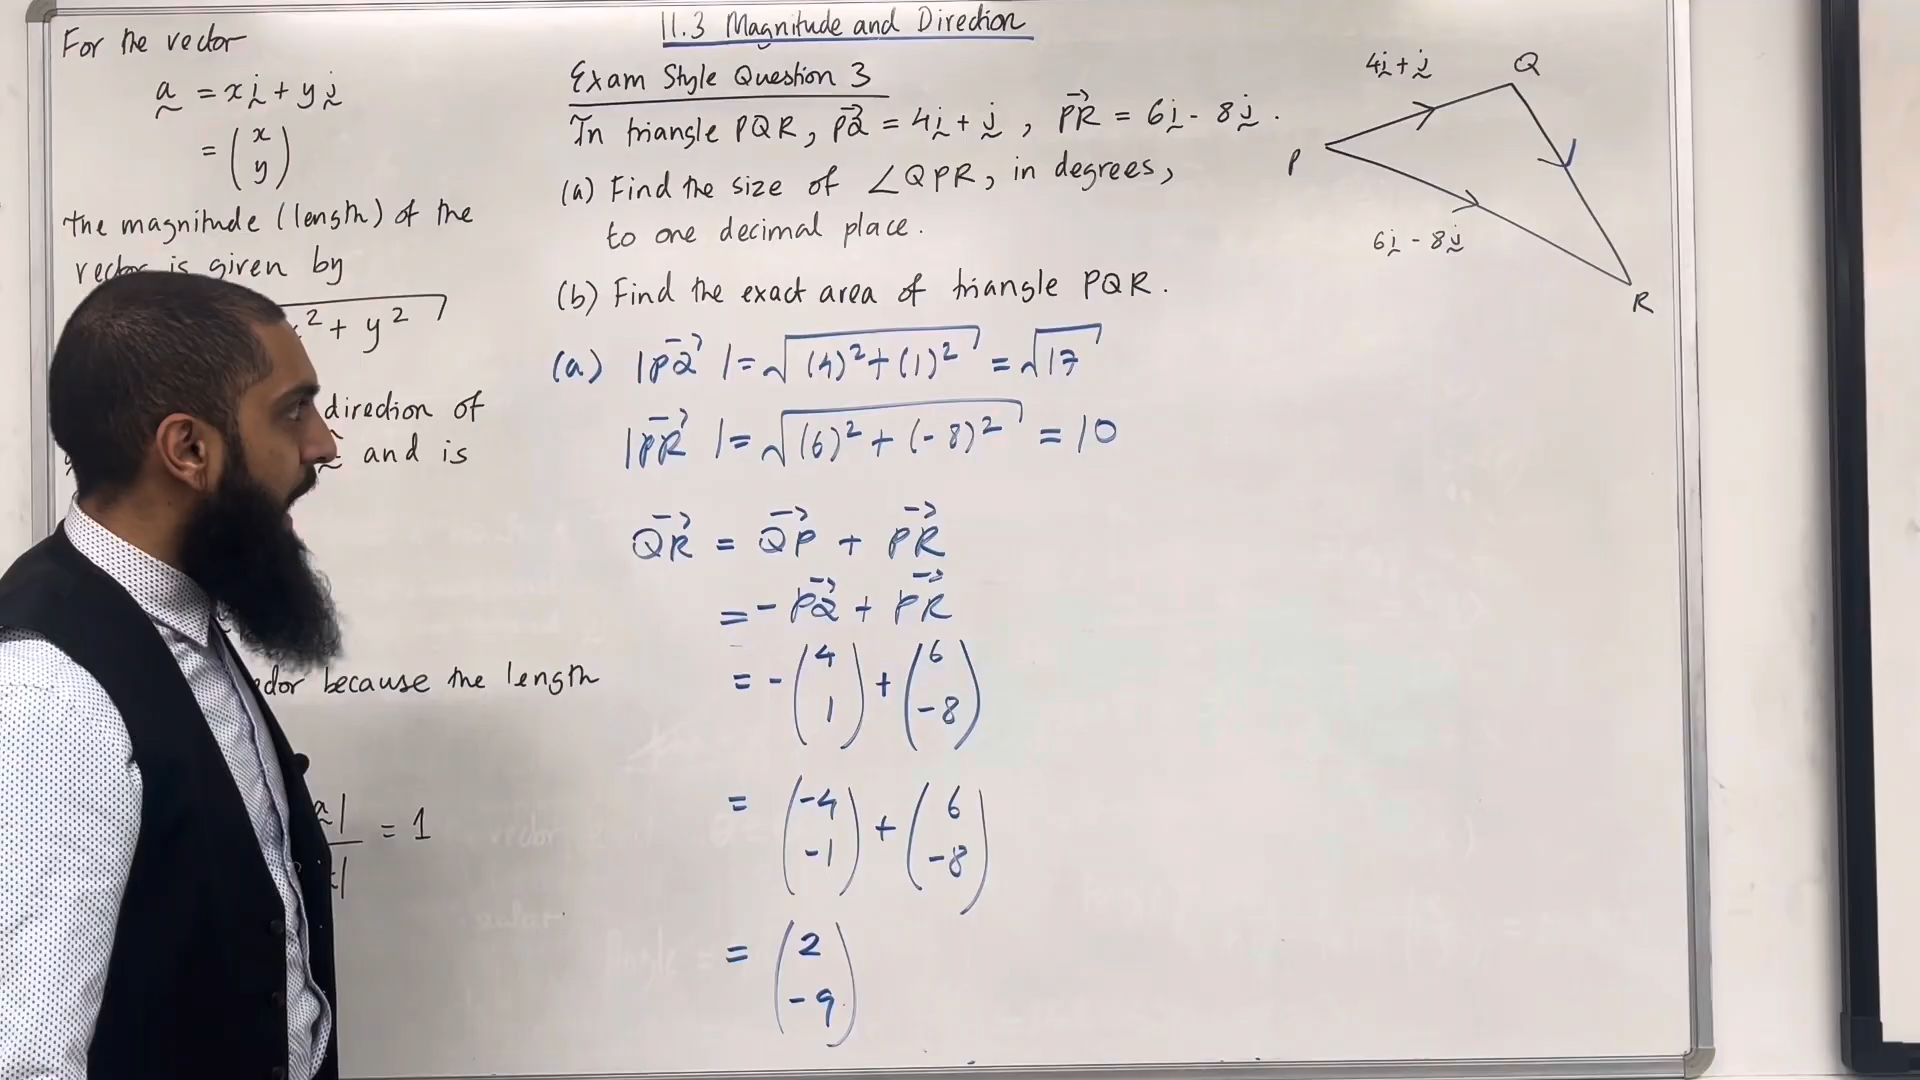 11.3 Magnitude and Direction
For the vector
a = xi + yj
= (x
y)
the magnitude (length) of the
vector is given by
² + y²
direction of
and is
because the length
= 1
Exam Style Question 3
In triangle PQR, PQ⃗ = 4i + j , PR⃗ = 6i - 8j .
(a) Find the size of ∠QPR, in degrees,
to one decimal place.
(b) Find the exact area of triangle PQR.
(a) |PQ⃗| = √((4)² + (1)²) = √17
|PR⃗| = √((6)² + (-8)²) = 10
QR⃗ = QP⃗ + PR⃗
= - PQ⃗ + PR⃗
= - (4
1) + (6
-8)
= (-4
-1) + (6
-8)
= (2
-9)
4i + j
Q
P
6i - 8j
R